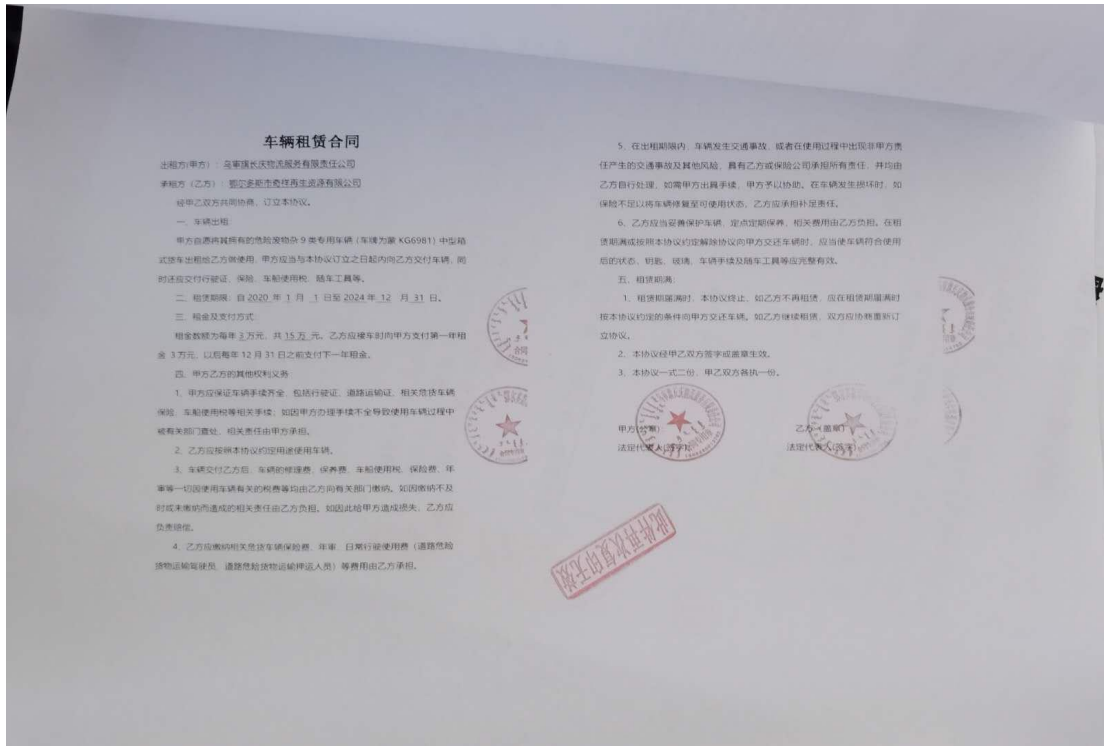 车辆租赁合同
出租方(甲方)：乌审旗长庆物流服务有限责任公司
承租方（乙方）：鄂尔多斯市奇祥再生资源有限公司
经甲乙双方共同协商，订立本协议。
一、车辆出租
甲方自愿将其拥有的危险废物杂9类专用车辆（车牌为蒙 KG6981）中型箱
式货车出租给乙方做使用，甲方应当与本协议订立之日起内向乙方交付车辆，同
时还应交付行驶证、保险、车船使用税、随车工具等。
二、租赁期限：自 2020 年 1 月 1 日至 2024 年 12 月 31 日。
三、租金及支付方式：
租金数额为每年 3 万元，共 15 万 元。乙方应接车时向甲方支付第一年租
金 3 万元，以后每年 12 月 31 日之前支付下一年租金。
四、甲方乙方的其他权利义务：
1、甲方应保证车辆手续齐全，包括行驶证、道路运输证、相关危货车辆
保险、车船使用税等相关手续；如因甲方办理手续不全导致使用车辆过程中
被有关部门查处，相关责任由甲方承担。
2、乙方应按照本协议约定用途使用车辆。
3、车辆交付乙方后，车辆的修理费、保养费、车船使用税、保险费、年
审等一切因使用车辆有关的税费等均由乙方向有关部门缴纳。如因缴纳不及
时或未缴纳而造成的相关责任由乙方负担。如因此给甲方造成损失，乙方应
负责赔偿。
4、乙方应缴纳相关危货车辆保险费、年审、日常行驶使用费（道路危险
货物运输驾驶员、道路危险货物运输押运人员）等费用由乙方承担。
5、在出租期限内，车辆发生交通事故，或者在使用过程中出现非甲方责
任产生的交通事故及其他风险，具有乙方或保险公司承担所有责任，并均由
乙方自行处理，如需甲方出具手续，甲方予以协助。在车辆发生损坏时，如
保险不足以将车辆修复至可使用状态，乙方应承担补足责任。
6、乙方应当妥善保护车辆，定点定期保养，相关费用由乙方负担。在租
赁期满或按照本协议约定解除协议向甲方交还车辆时，应当使车辆符合使用
后的状态，钥匙、玻璃、车辆手续及随车工具等应完整有效。
五、租赁期满：
1、租赁期届满时，本协议终止，如乙方不再租赁，应在租赁期届满时
按本协议约定的条件向甲方交还车辆。如乙方继续租赁，双方应协商重新订
立协议。
2、本协议经甲乙双方签字或盖章生效。
3、本协议一式二份，甲乙双方各执一份。
甲方(盖章) 乙方（盖章）
法定代表人(签字): 法定代表人(签字):
此件再次复印无效